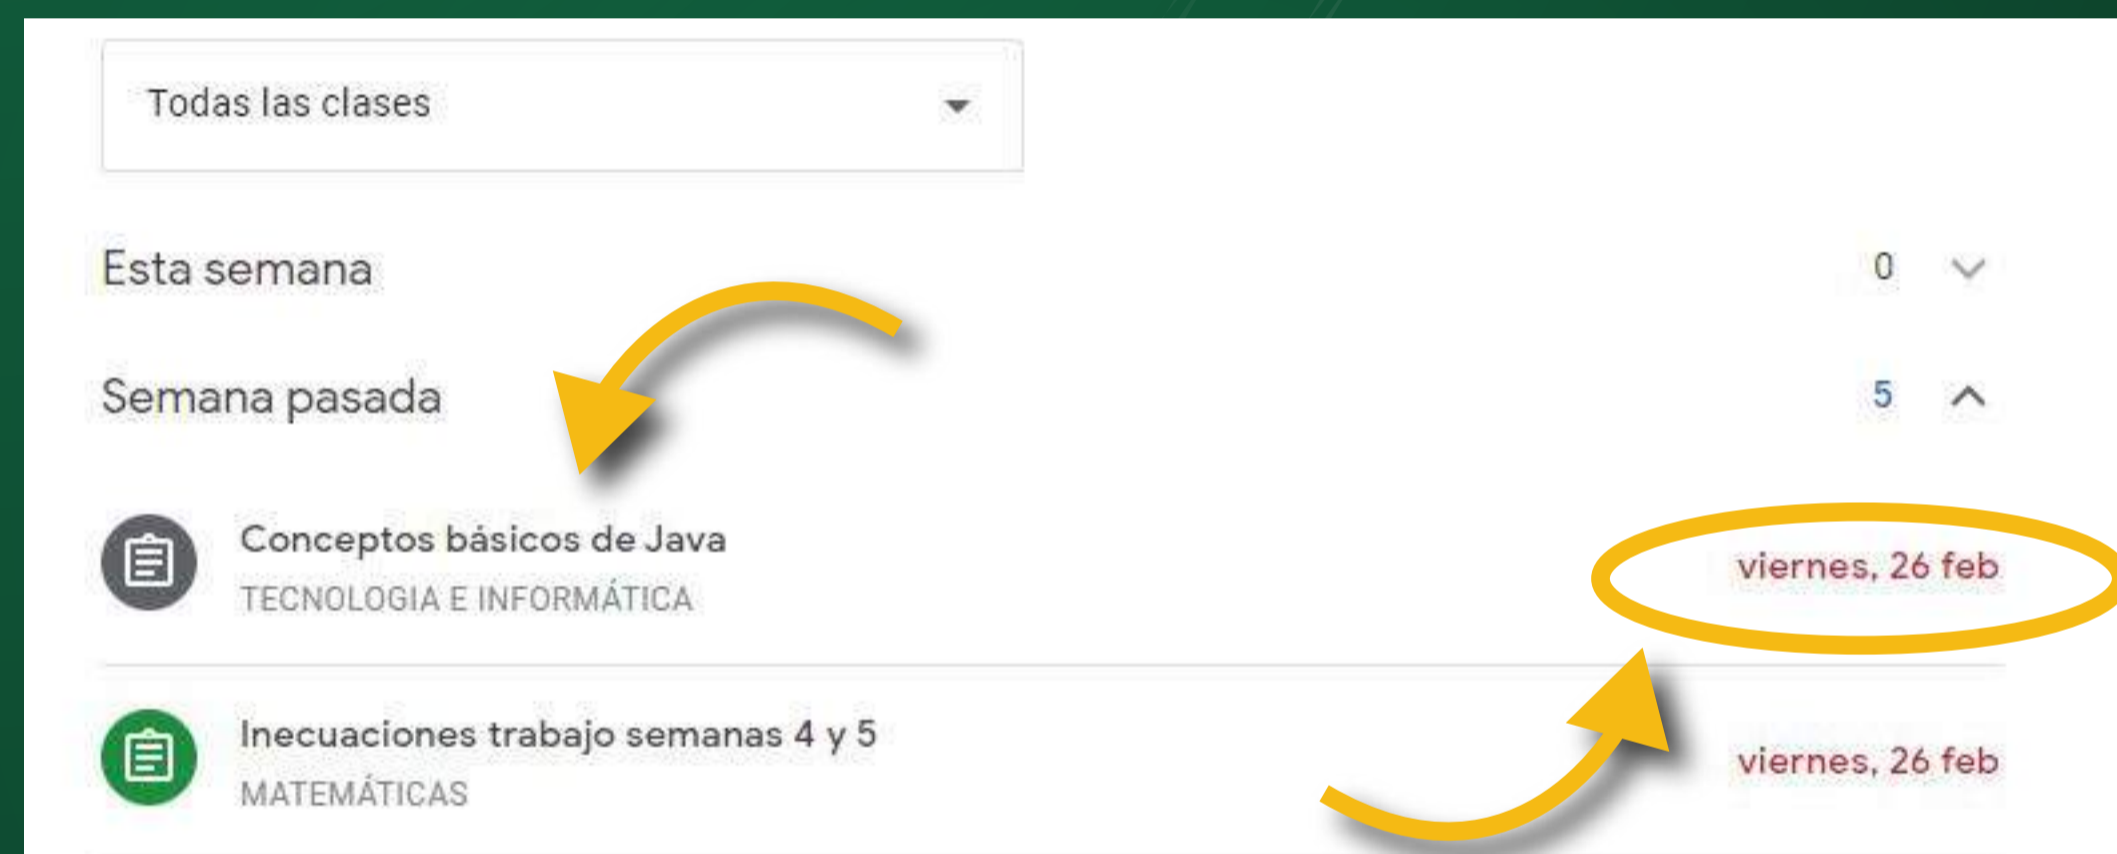 Todas las clases
Esta semana
0
Semana pasada
5
Conceptos básicos de Java
TECNOLOGIA E INFORMÁTICA
viernes, 26 feb
Inecuaciones trabajo semanas 4 y 5
MATEMÁTICAS
viernes, 26 feb